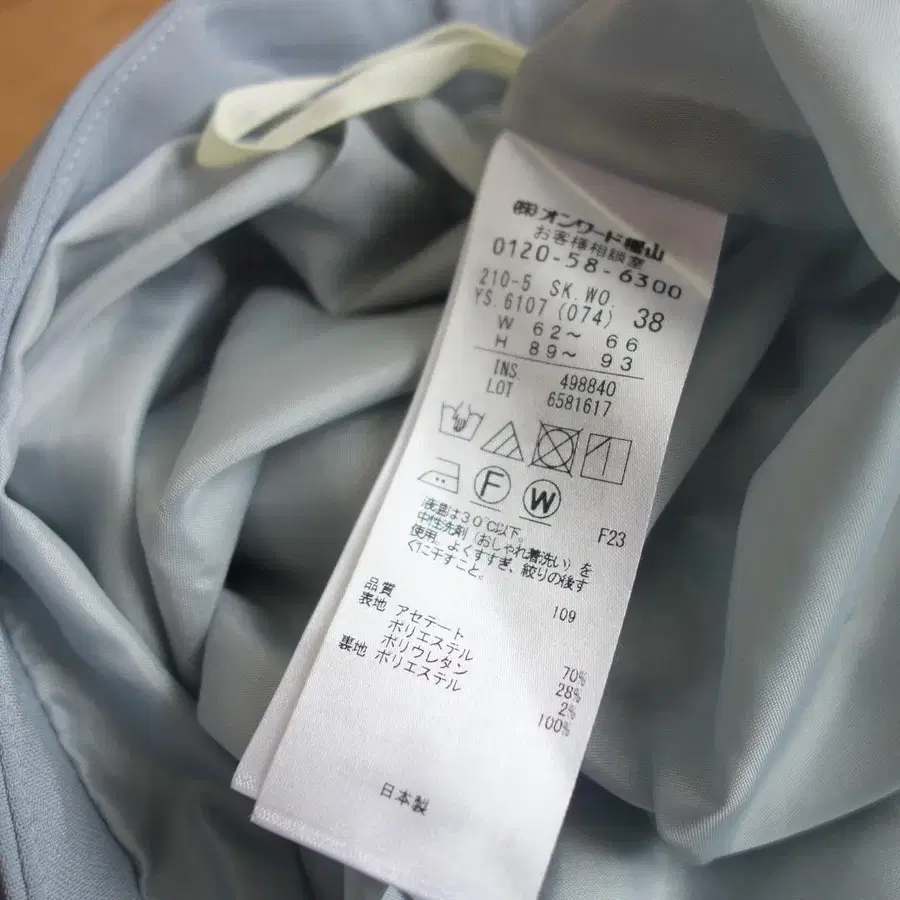 ㈱オンワード樫山
お客様相談室
0120-58-6300
210-5 SK.WO.
YS.6107 (074) 38
W 62~ 66
H 89~ 93
INS. 498840
LOT 6581617
F W
液温は30℃以下。 F23
中性洗剤（おしゃれ着洗い）を
使用。よくすすぎ、絞りの後す
ぐに干すこと。
109
品質
表地 アセテート 70%
ポリエステル 28%
ポリウレタン 2%
裏地 ポリエステル 100%
日本製